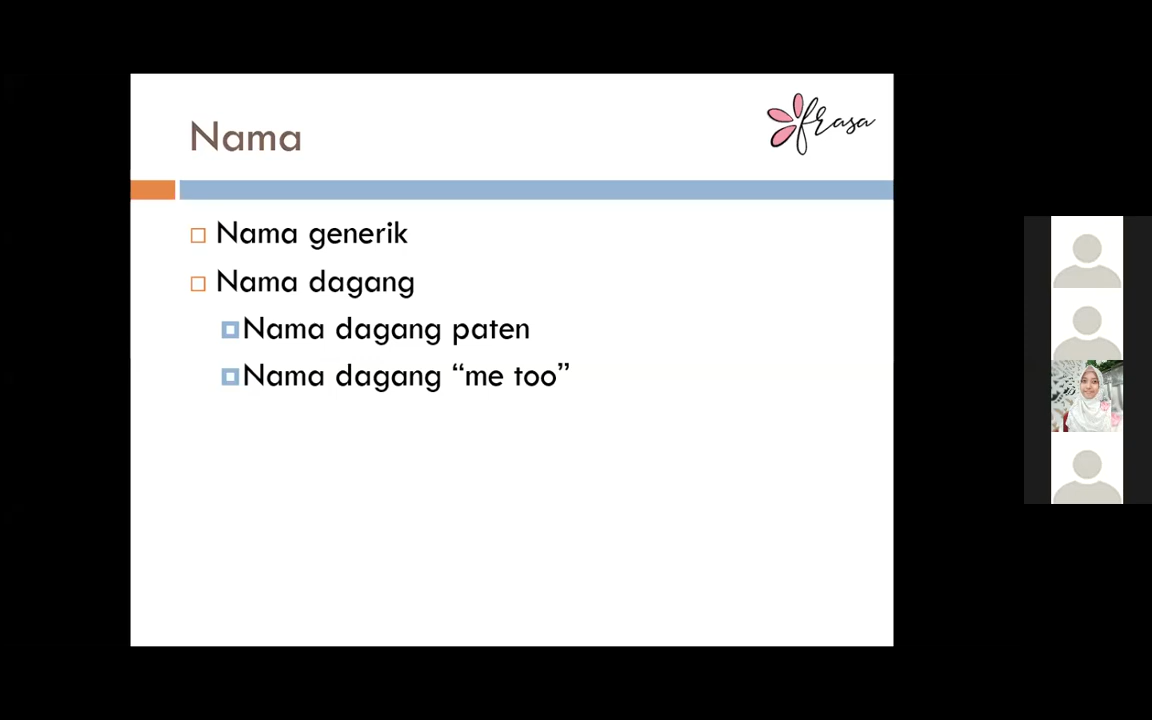 Nama
frasa
Nama generik
Nama dagang
Nama dagang paten
Nama dagang “me too”